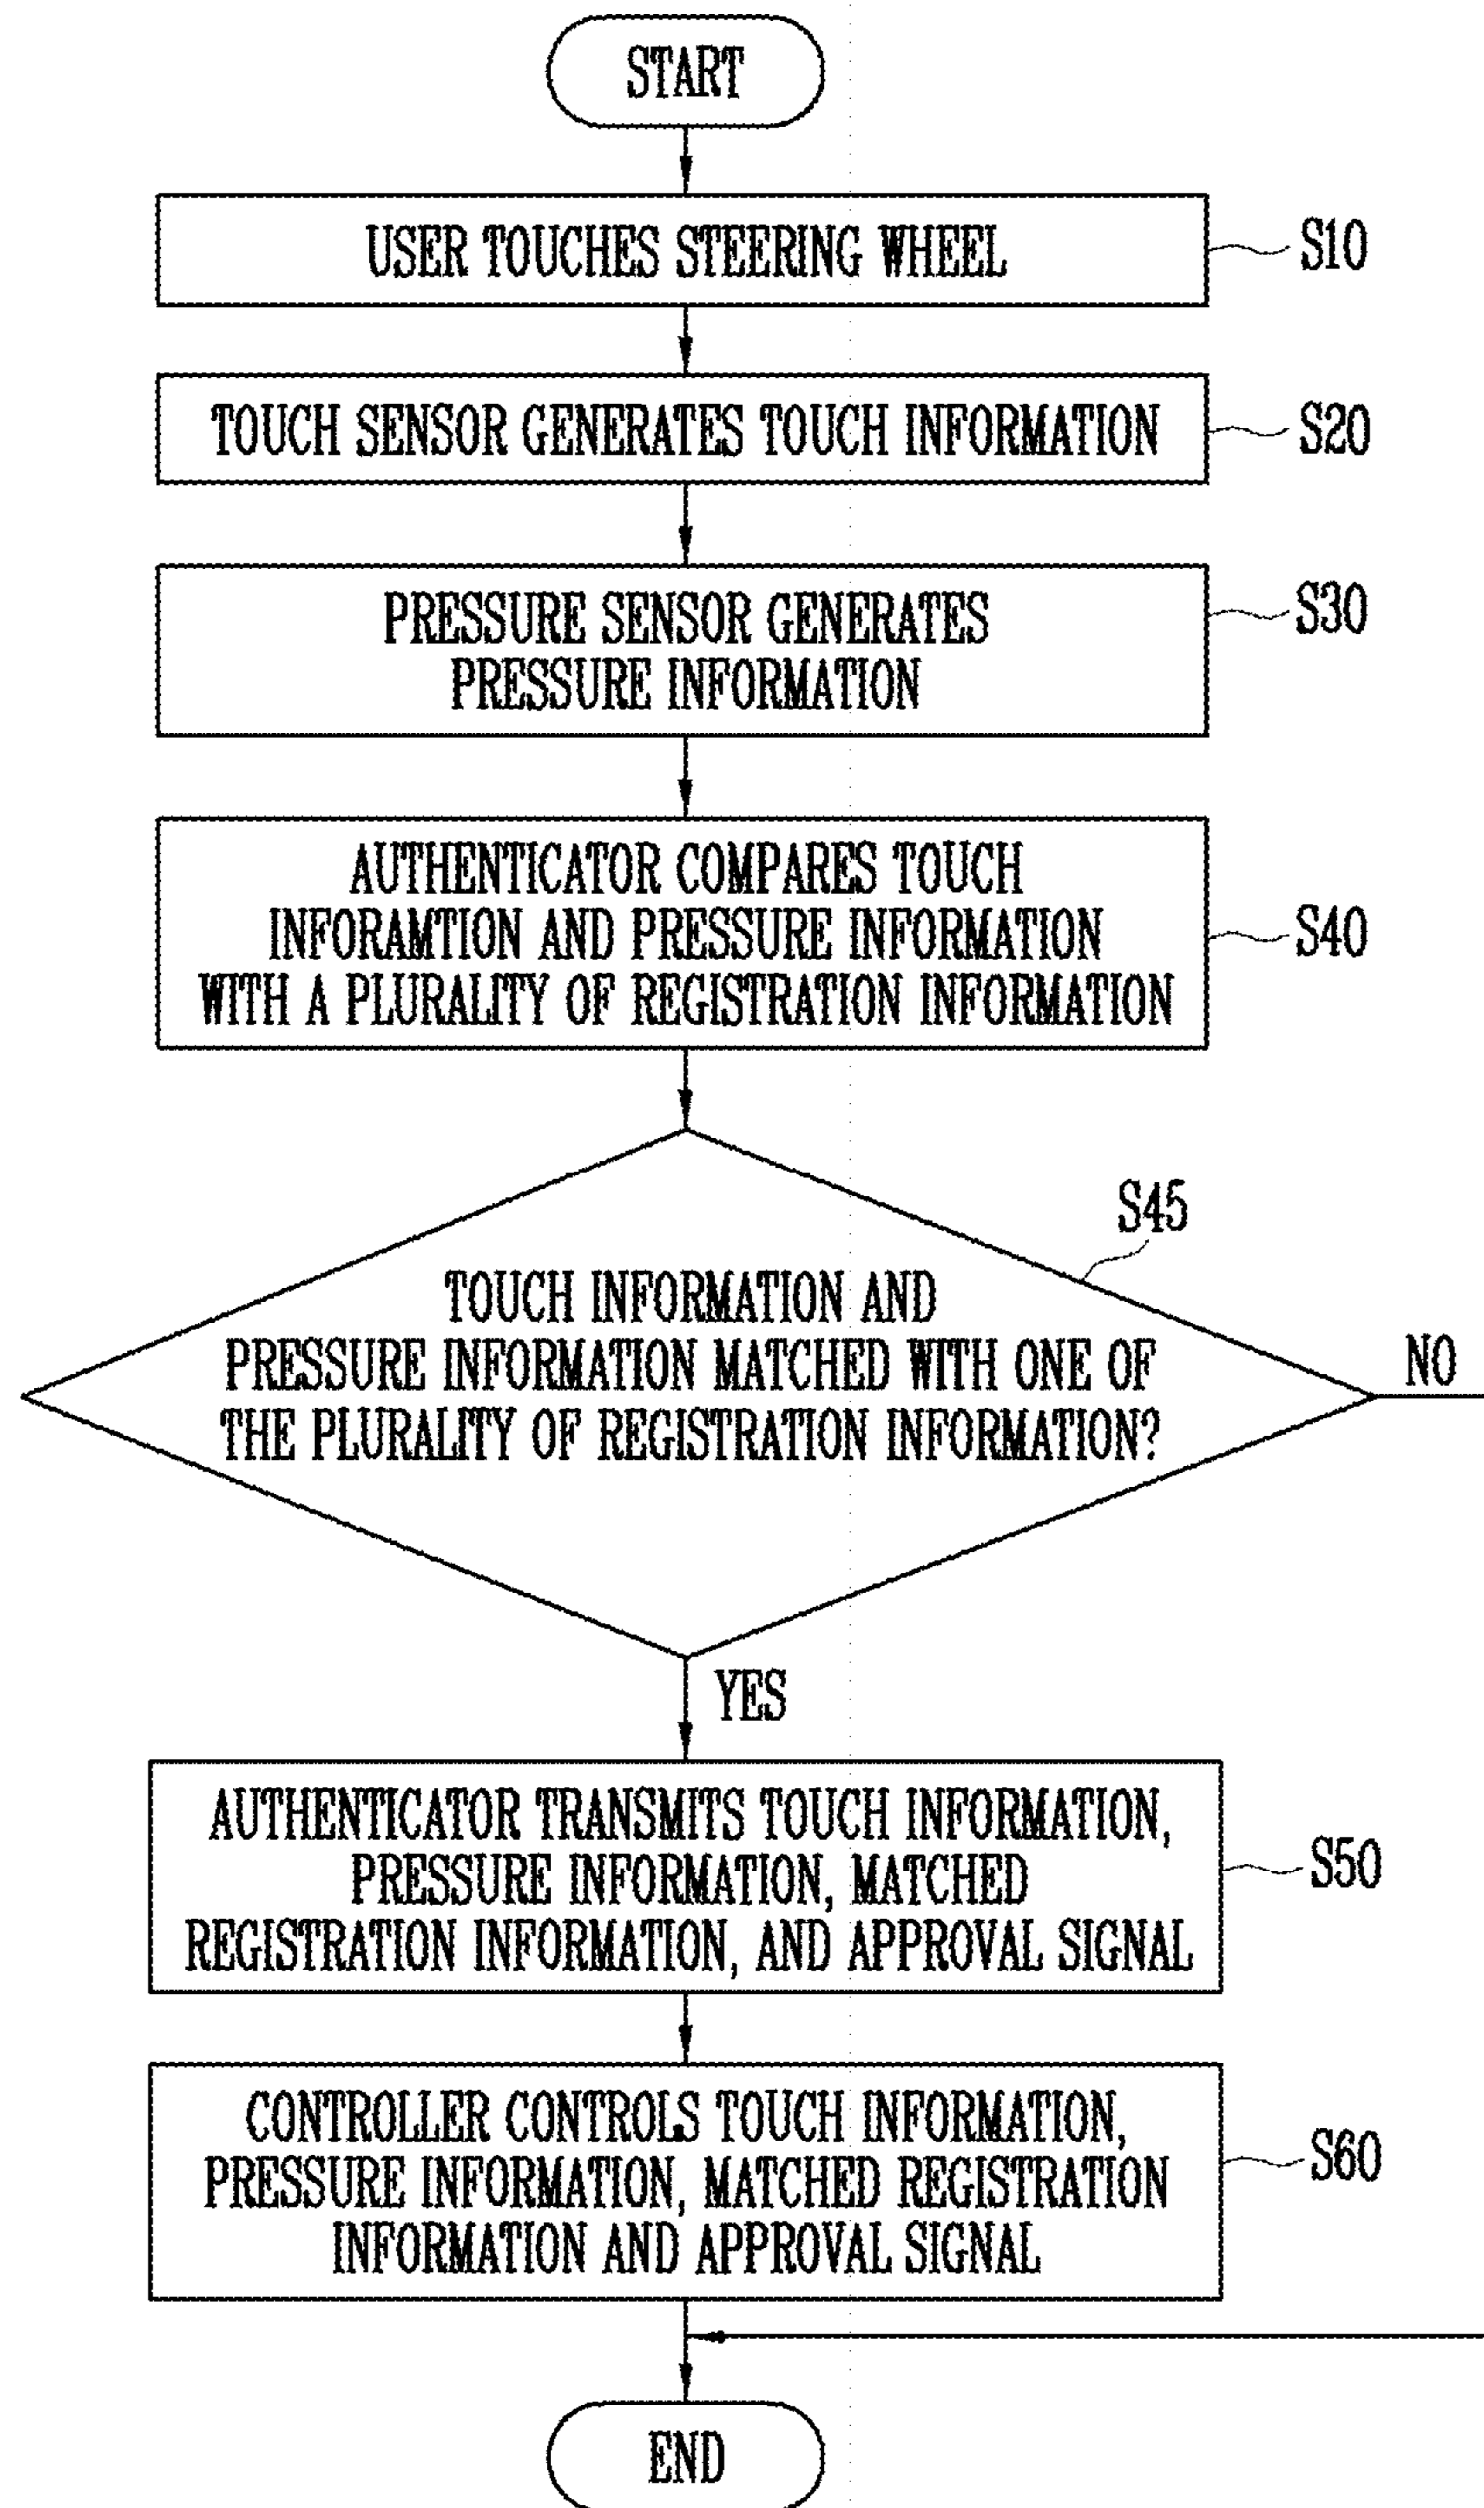 START
USER TOUCHES STEERING WHEEL
S10
TOUCH SENSOR GENERATES TOUCH INFORMATION
S20
PRESSURE SENSOR GENERATES
PRESSURE INFORMATION
S30
AUTHENTICATOR COMPARES TOUCH
INFORAMTION AND PRESSURE INFORMATION
WITH A PLURALITY OF REGISTRATION INFORMATION
S40
S45
TOUCH INFORMATION AND
PRESSURE INFORMATION MATCHED WITH ONE OF
THE PLURALITY OF REGISTRATION INFORMATION?
NO
YES
AUTHENTICATOR TRANSMITS TOUCH INFORMATION,
PRESSURE INFORMATION, MATCHED
REGISTRATION INFORMATION, AND APPROVAL SIGNAL
S50
CONTROLLER CONTROLS TOUCH INFORMATION,
PRESSURE INFORMATION, MATCHED REGISTRATION
INFORMATION AND APPROVAL SIGNAL
S60
END